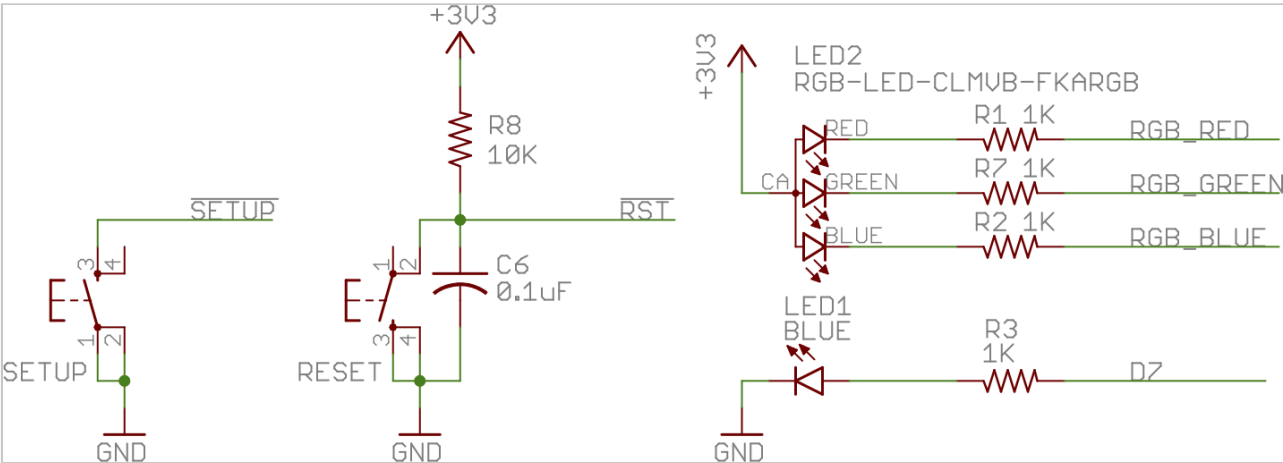 +3V3
R8
10K
SETUP
RST
3
4
1
2
SETUP
GND
1
2
3
4
RESET
C6
0.1uF
GND
+3V3
LED2
RGB-LED-CLMVB-FKARGB
R1 1K
RED
RGB_RED
R7 1K
CA
GREEN
RGB_GREEN
R2 1K
BLUE
RGB_BLUE
LED1
BLUE
R3
1K
D7
GND